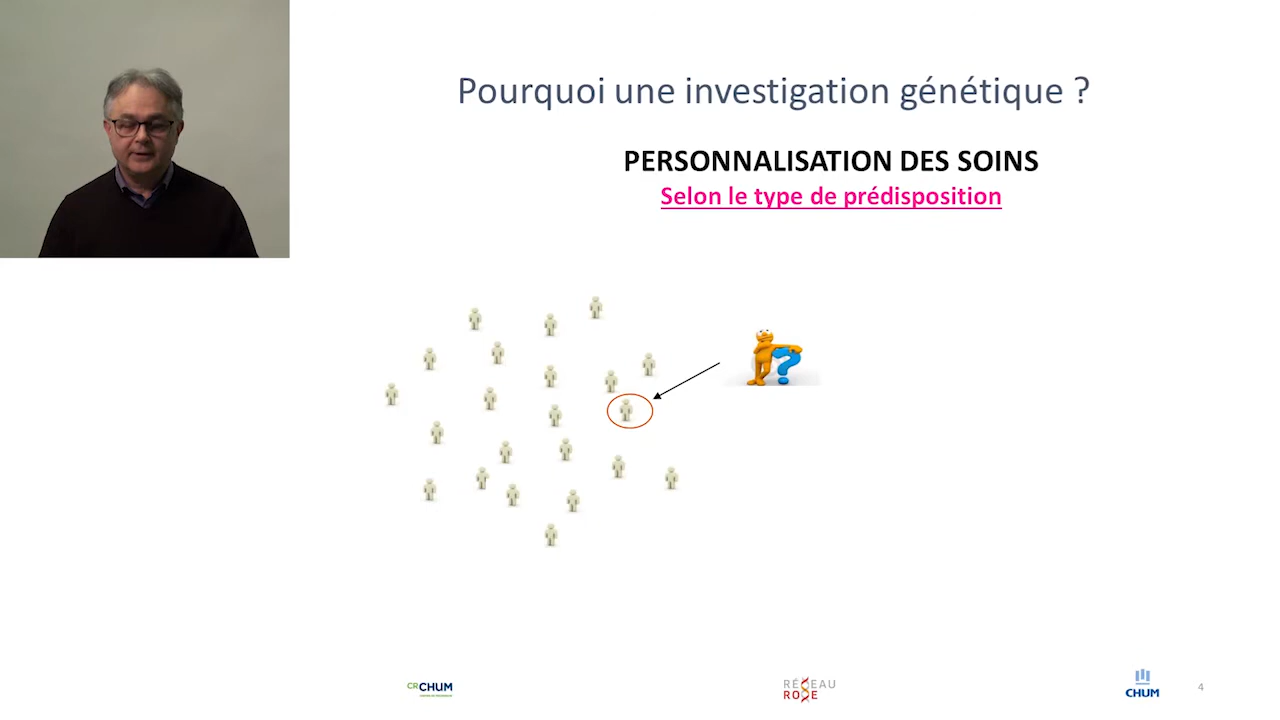 Pourquoi une investigation génétique ?
PERSONNALISATION DES SOINS
Selon le type de prédisposition
?
CRCHUM
RÉSEAU
ROSE
CHUM
4